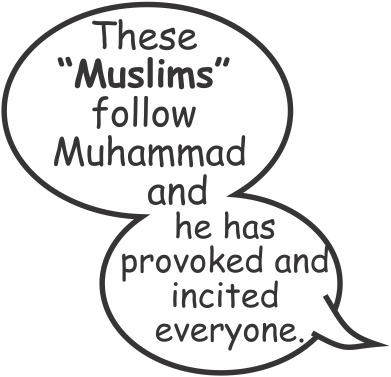 These
“Muslims”
follow
Muhammad
and
he has
provoked and
incited
everyone.